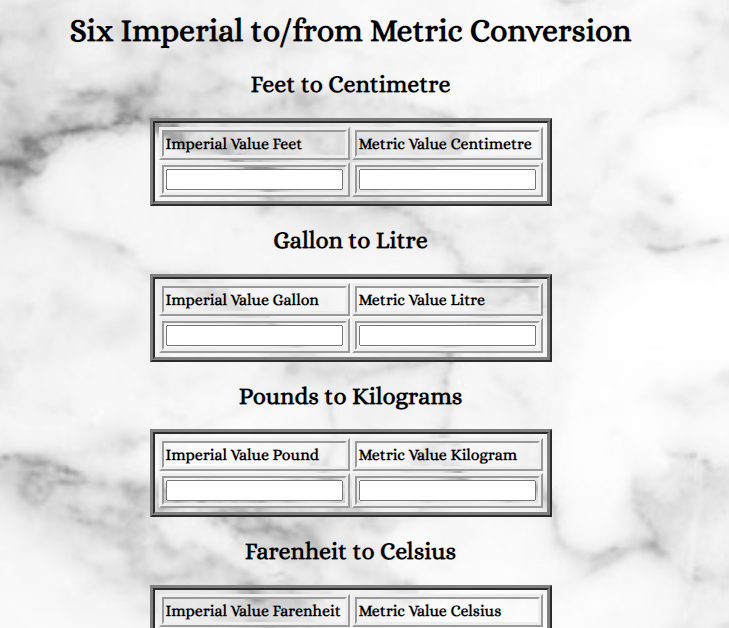 Six Imperial to/from Metric Conversion
Feet to Centimetre
Imperial Value Feet Metric Value Centimetre
Gallon to Litre
Imperial Value Gallon Metric Value Litre
Pounds to Kilograms
Imperial Value Pound Metric Value Kilogram
Farenheit to Celsius
Imperial Value Farenheit Metric Value Celsius